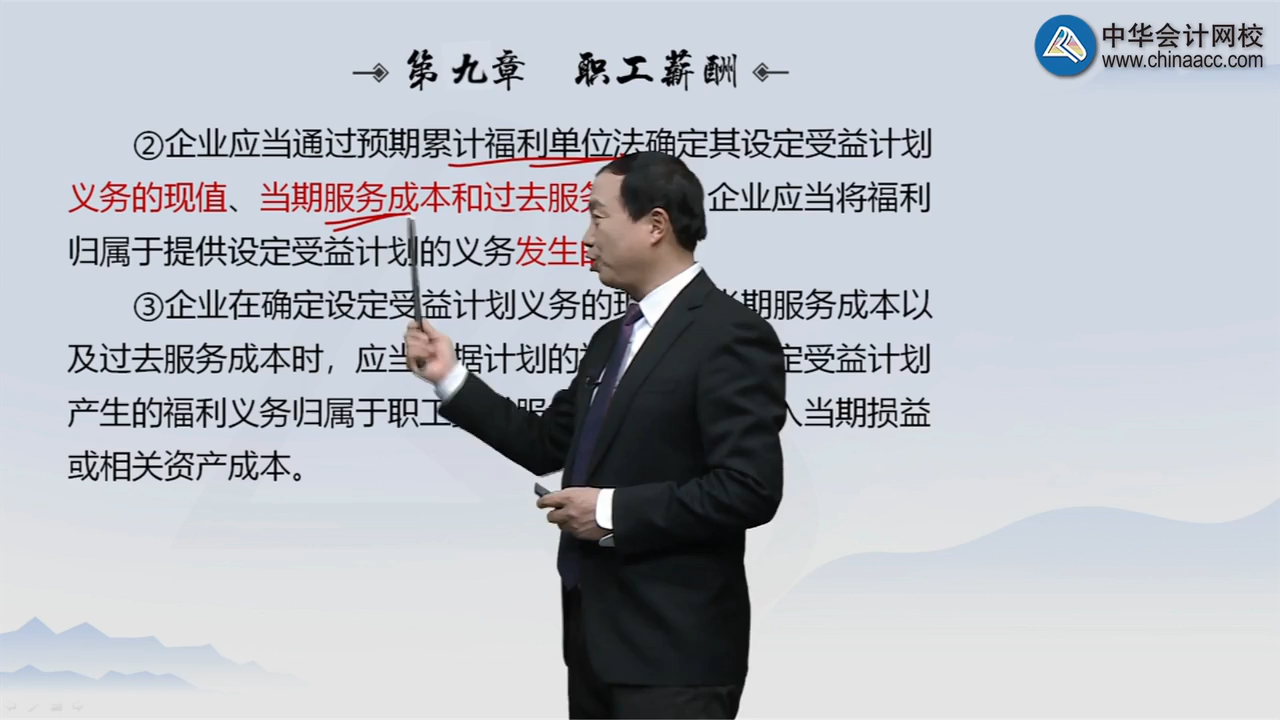 中华会计网校
www.chinaacc.com
第九章 职工薪酬
②企业应当通过预期累计福利单位法确定其设定受益计划
义务的现值、当期服务成本和过去服务 企业应当将福利
归属于提供设定受益计划的义务发生
③企业在确定设定受益计划义务的 当期服务成本以
及过去服务成本时，应当 据计划的 定受益计划
产生的福利义务归属于职工 当期损益
或相关资产成本。